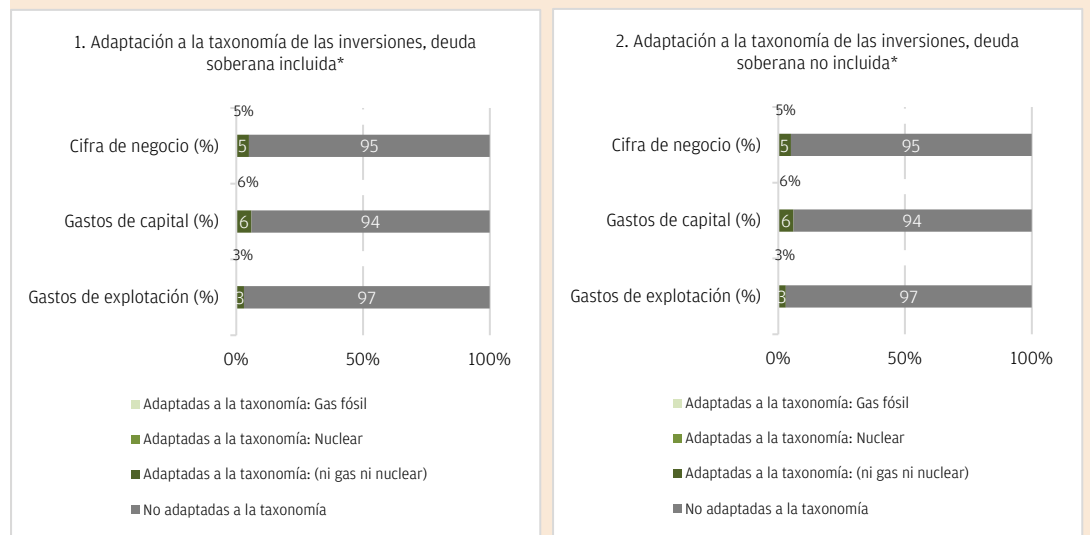 1. Adaptación a la taxonomía de las inversiones, deuda
soberana incluida*
5%
Cifra de negocio (%)
5
95
6%
Gastos de capital (%)
6
94
3%
Gastos de explotación (%)
3
97
0%
50%
100%
Adaptadas a la taxonomía: Gas fósil
Adaptadas a la taxonomía: Nuclear
Adaptadas a la taxonomía: (ni gas ni nuclear)
No adaptadas a la taxonomía
2. Adaptación a la taxonomía de las inversiones, deuda
soberana no incluida*
5%
Cifra de negocio (%)
5
95
6%
Gastos de capital (%)
6
94
3%
Gastos de explotación (%)
3
97
0%
50%
100%
Adaptadas a la taxonomía: Gas fósil
Adaptadas a la taxonomía: Nuclear
Adaptadas a la taxonomía: (ni gas ni nuclear)
No adaptadas a la taxonomía